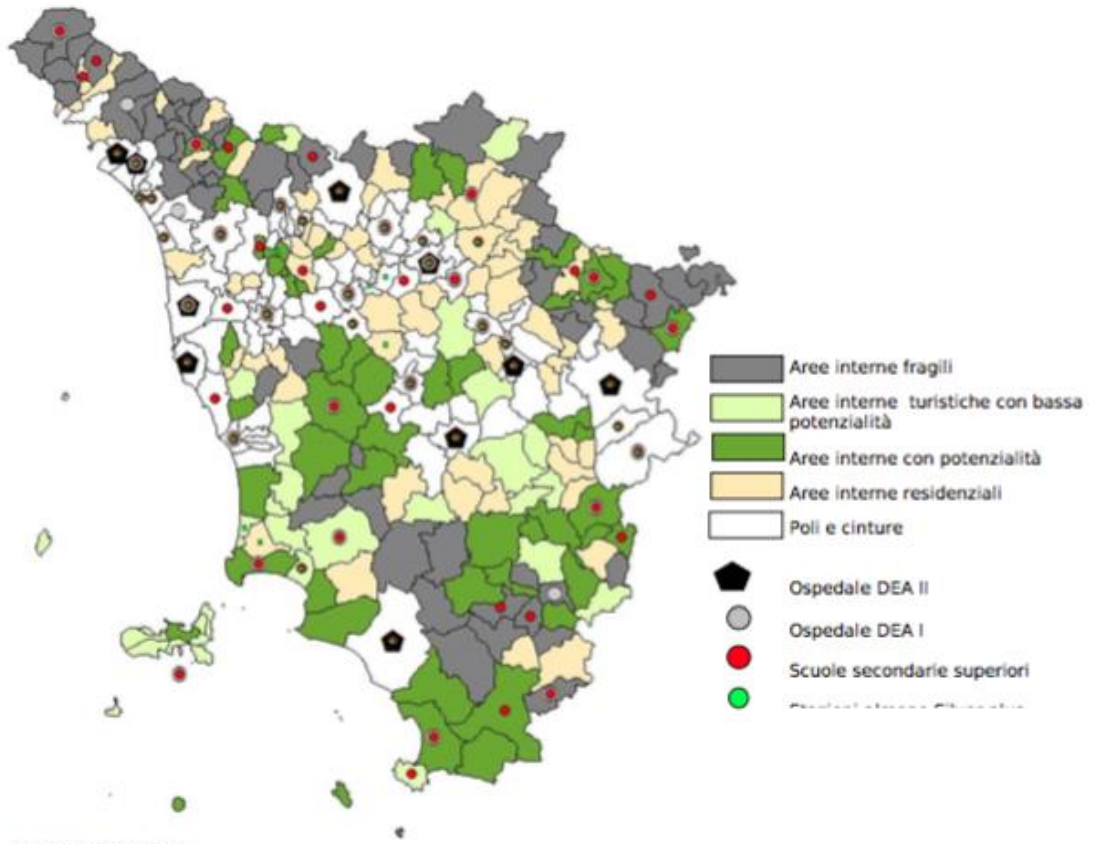 Aree interne fragili
Aree interne turistiche con bassa
potenzialità
Aree interne con potenzialità
Aree interne residenziali
Poli e cinture
Ospedale DEA II
Ospedale DEA I
Scuole secondarie superiori